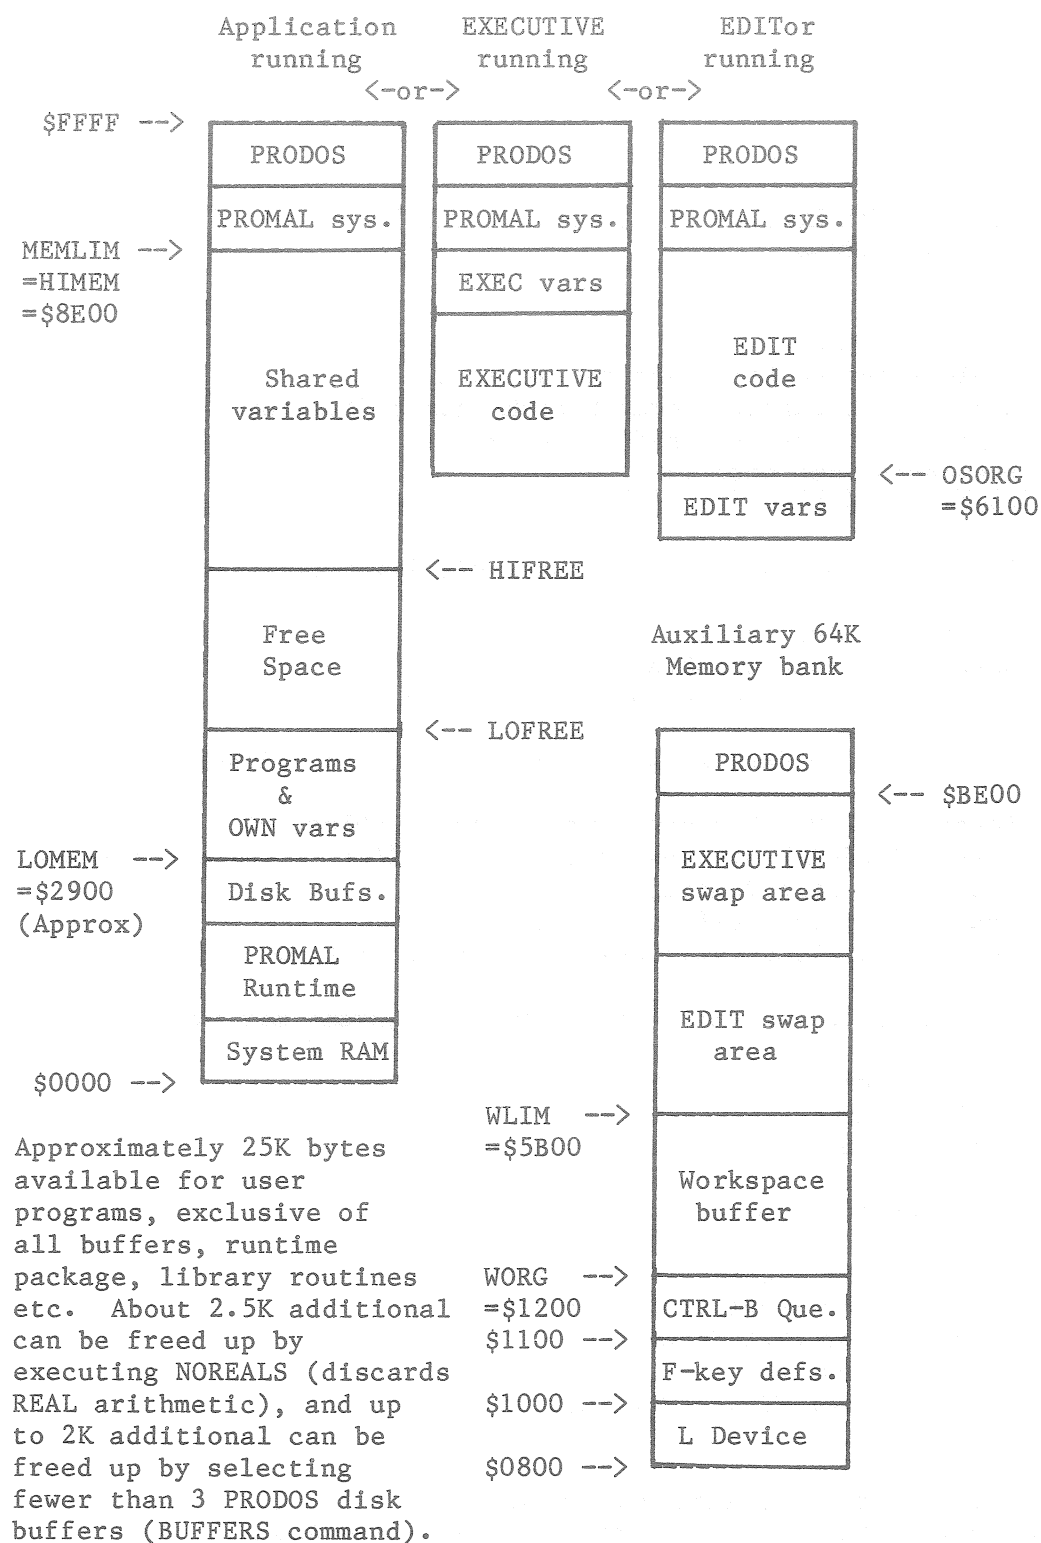 Application EXECUTIVE EDITor
running running running
<-or-> <-or->
$FFFF -->
PRODOS PRODOS PRODOS
PROMAL sys. PROMAL sys. PROMAL sys.
MEMLIM -->
=HIMEM EXEC vars
=$8E00
EDIT
Shared EXECUTIVE code
variables code
<-- OSORG
EDIT vars =$6100
<-- HIFREE
Free Auxiliary 64K
Space Memory bank
<-- LOFREE
Programs PRODOS
& <-- $BE00
OWN vars
LOMEM --> EXECUTIVE
=$2900 Disk Bufs. swap area
(Approx)
PROMAL
Runtime
EDIT swap
System RAM area
$0000 -->
WLIM -->
=$5B00
Workspace
buffer
WORG -->
=$1200 CTRL-B Que.
$1100 -->
F-key defs.
$1000 -->
L Device
$0800 -->
Approximately 25K bytes
available for user
programs, exclusive of
all buffers, runtime
package, library routines
etc. About 2.5K additional
can be freed up by
executing NOREALS (discards
REAL arithmetic), and up
to 2K additional can be
freed up by selecting
fewer than 3 PRODOS disk
buffers (BUFFERS command).